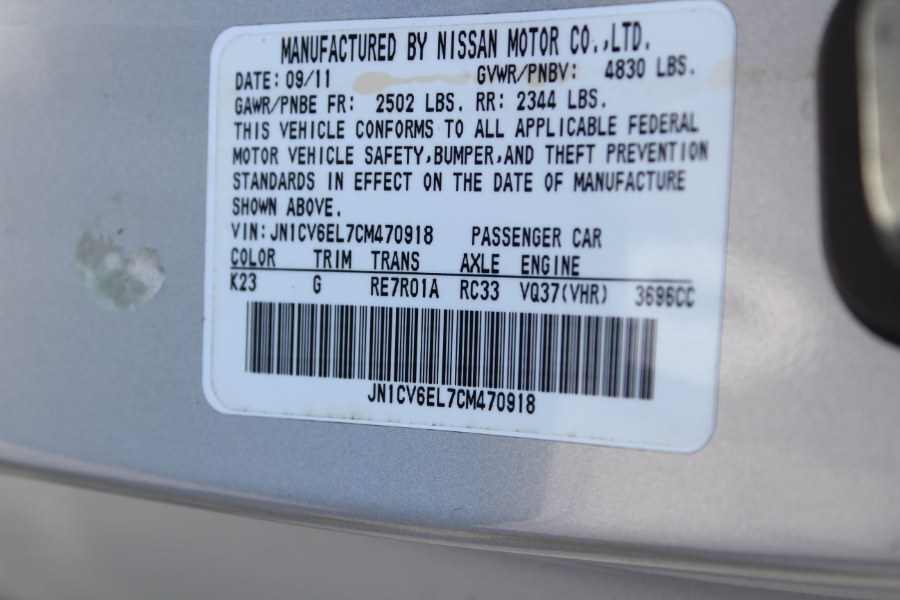 MANUFACTURED BY NISSAN MOTOR CO.,LTD.
DATE: 09/11 GVWR/PNBV: 4830 LBS.
GAWR/PNBE FR: 2502 LBS. RR: 2344 LBS.
THIS VEHICLE CONFORMS TO ALL APPLICABLE FEDERAL
MOTOR VEHICLE SAFETY,BUMPER,AND THEFT PREVENTION
STANDARDS IN EFFECT ON THE DATE OF MANUFACTURE
SHOWN ABOVE.
VIN: JN1CV6EL7CM470918 PASSENGER CAR
COLOR TRIM TRANS AXLE ENGINE
K23 G RE7R01A RC33 VQ37(VHR) 3696CC
JN1CV6EL7CM470918